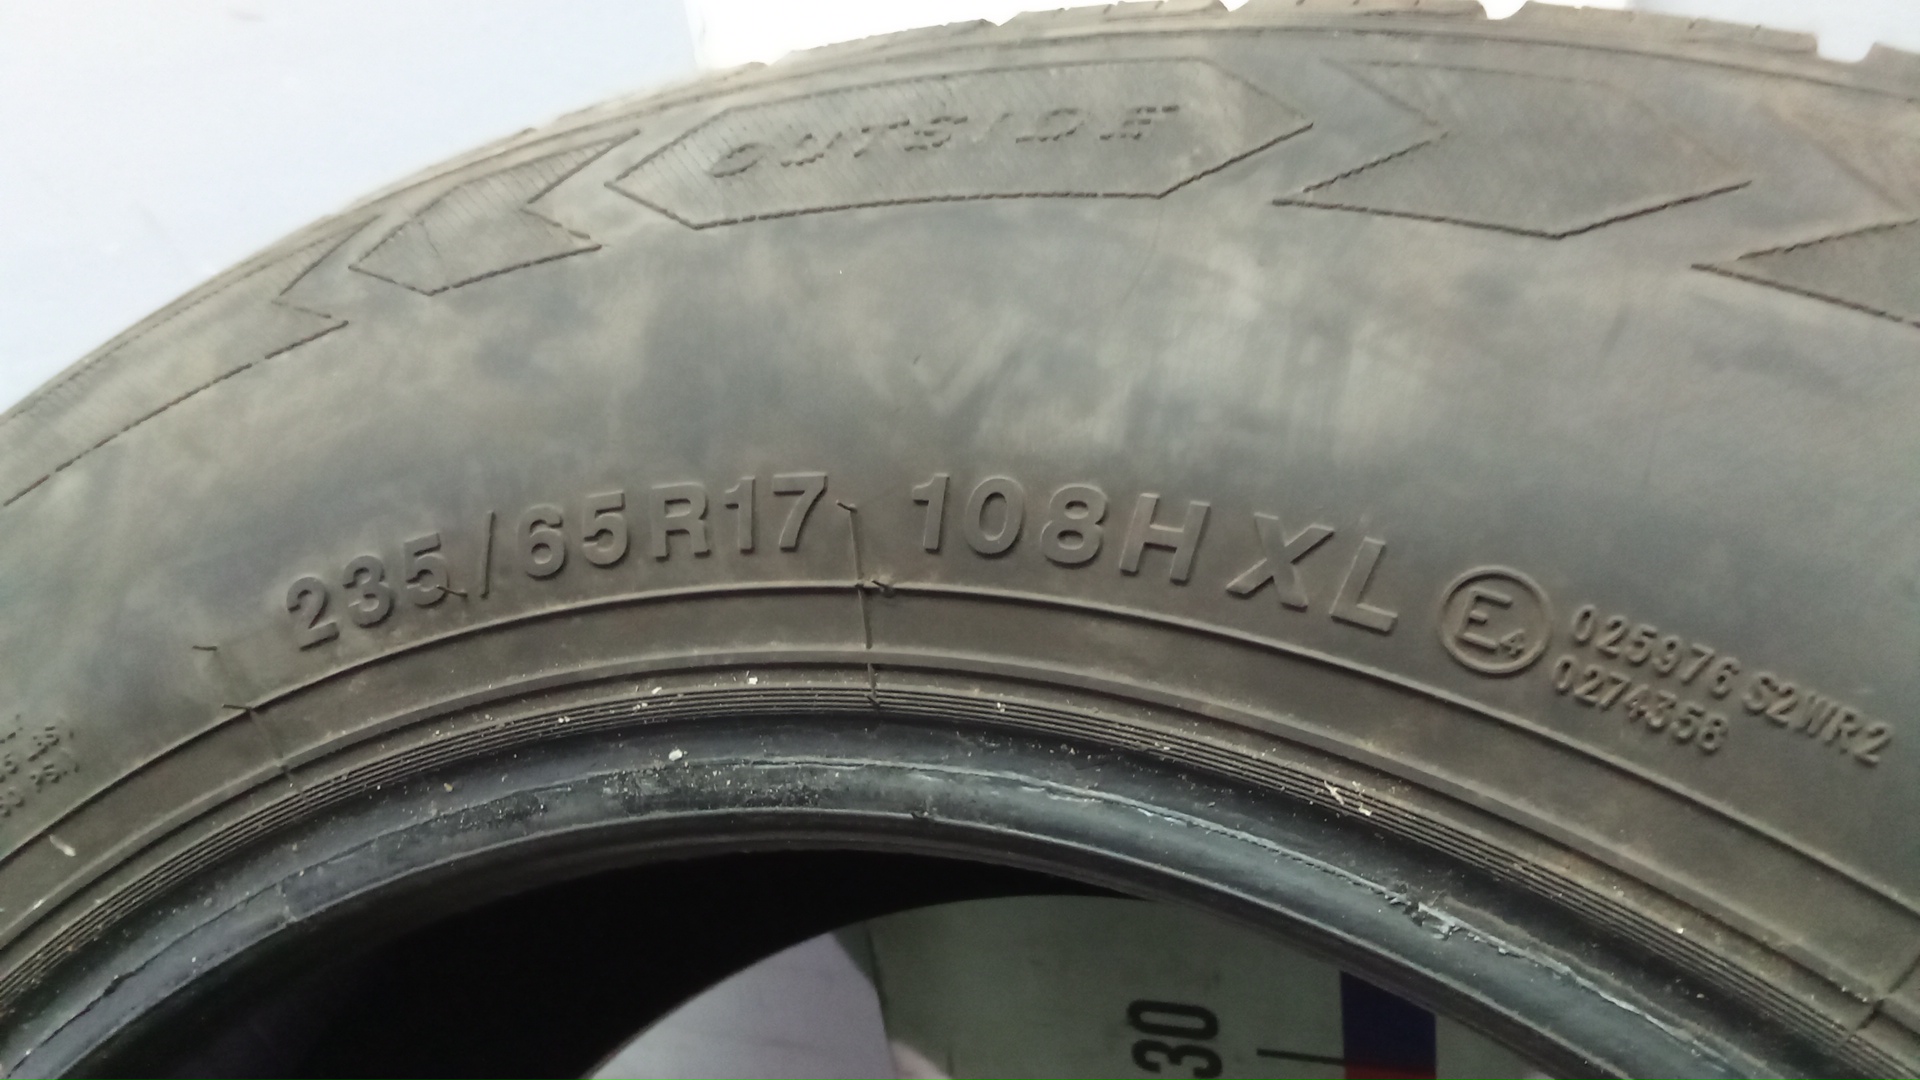 OUTSIDE
235/65R17 108H XL E4
025976 S2WR2
0274358
30